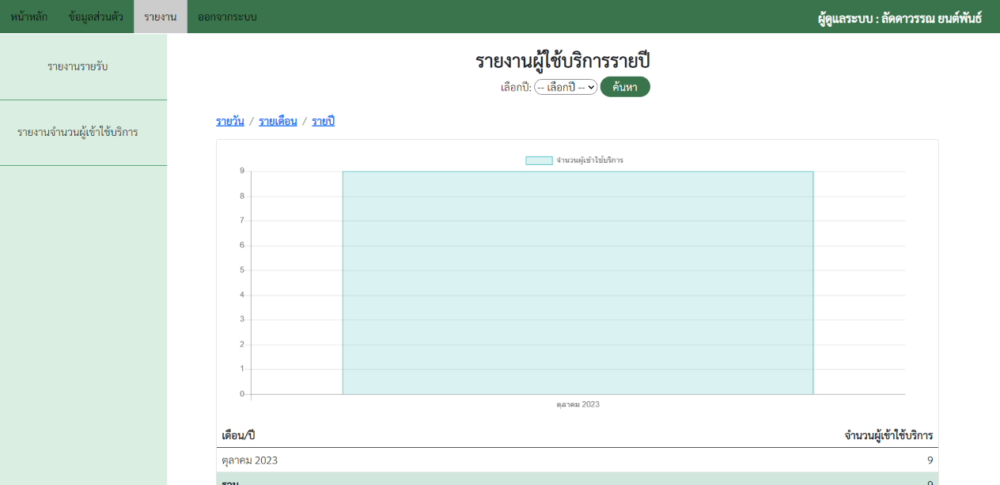 หน้าหลัก ข้อมูลส่วนตัว รายงาน ออกจากระบบ ผู้ดูแลระบบ : ลัดดาวรรณ ยนต์พันธ์
รายงานรายรับ
รายงานจำนวนผู้เข้าใช้บริการ
รายงานผู้ใช้บริการรายปี
เลือกปี: -- เลือกปี -- ค้นหา
รายวัน / รายเดือน / รายปี
จำนวนผู้เข้าใช้บริการ
9
8
7
6
5
4
3
2
1
0
ตุลาคม 2023
เดือน/ปี จำนวนผู้เข้าใช้บริการ
ตุลาคม 2023 9
รวม 9